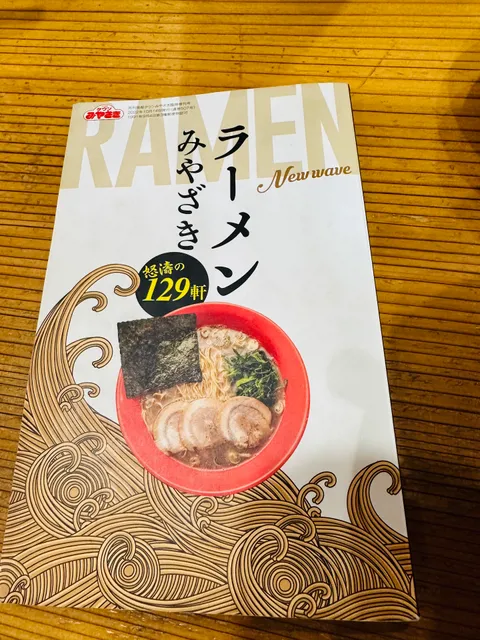 タウン
みやざき
RAMEN
New wave
ラーメン
みやざき
怒濤の
129軒